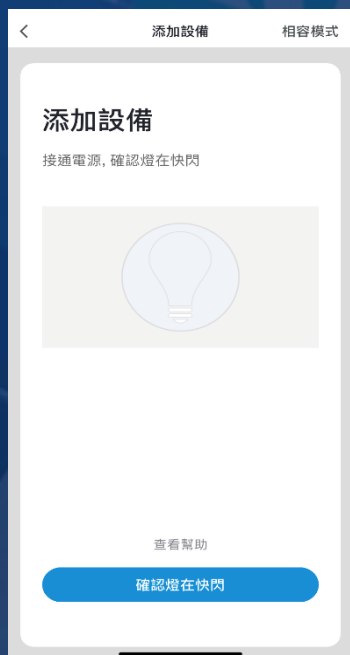 添加設備
相容模式
添加設備
接通電源, 確認燈在快閃
查看幫助
確認燈在快閃